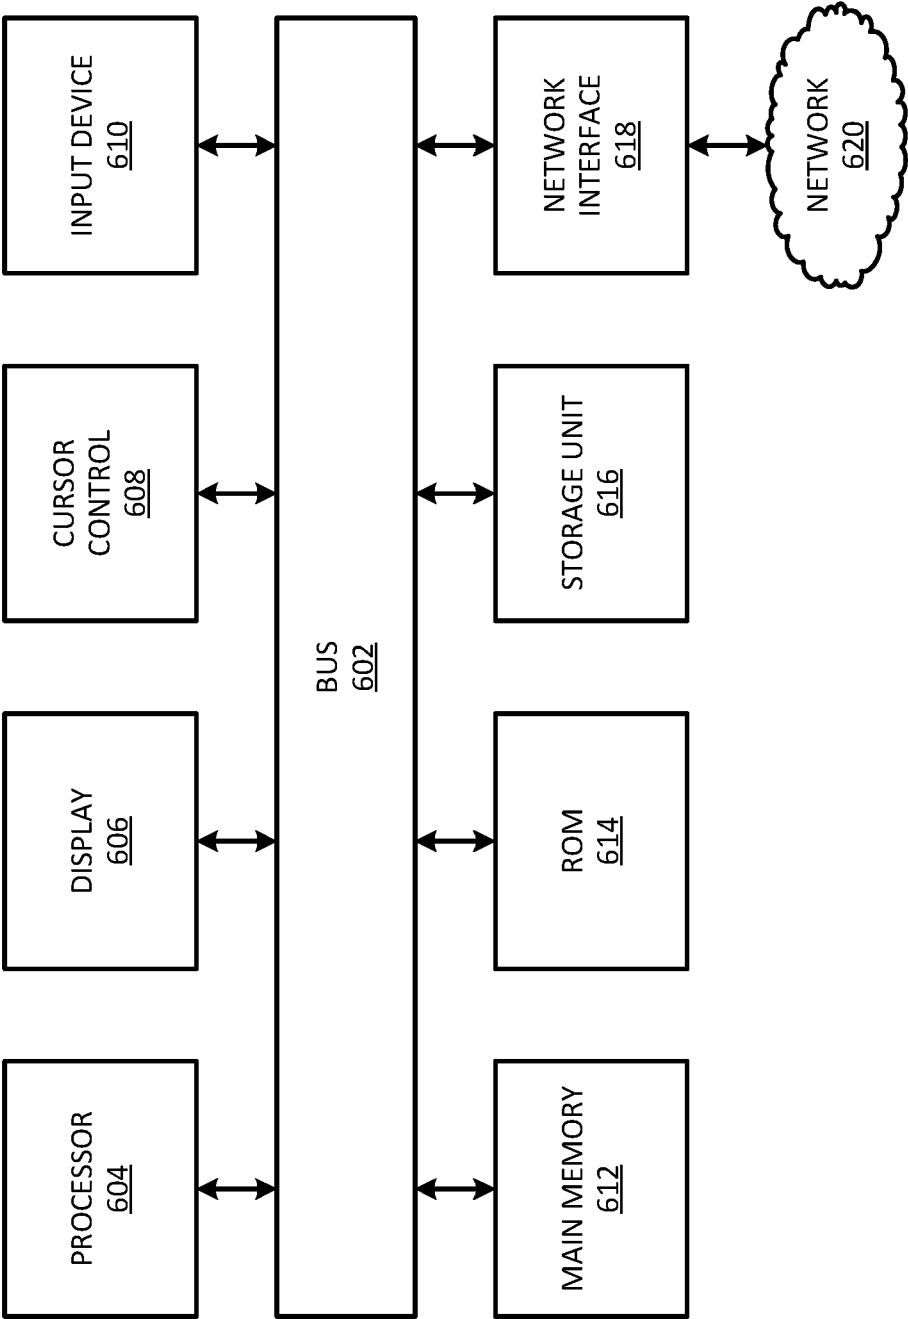 PROCESSOR
604
DISPLAY
606
CURSOR
CONTROL
608
INPUT DEVICE
610
BUS
602
MAIN MEMORY
612
ROM
614
STORAGE UNIT
616
NETWORK
INTERFACE
618
NETWORK
620